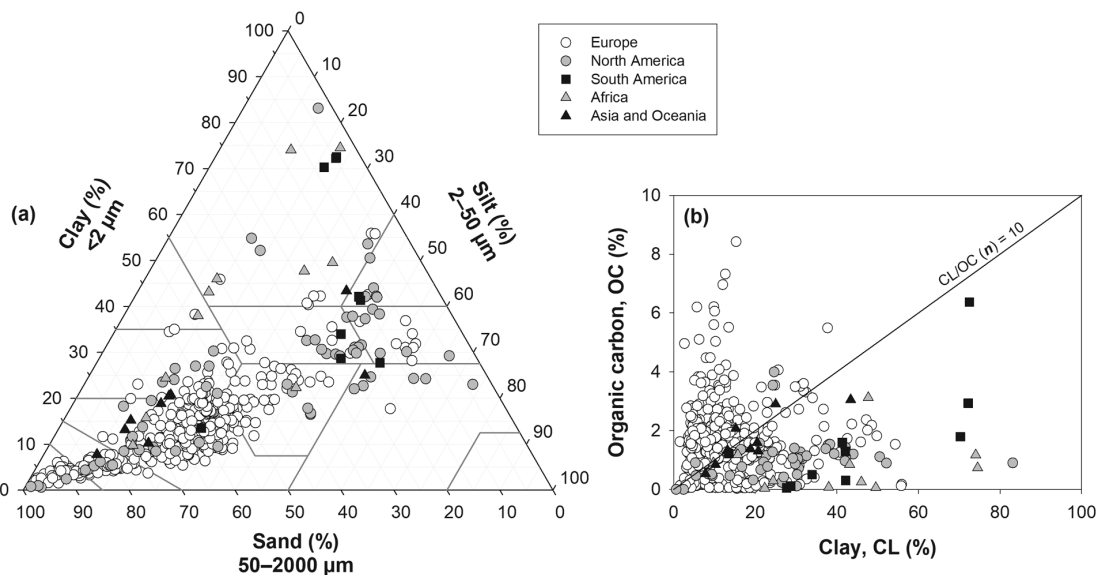 (a)
Clay (%)
<2 µm
0
10
20
30
40
50
60
70
80
90
100
Silt (%)
2–50 µm
100
90
80
70
60
50
40
30
20
10
0
100 90 80 70 60 50 40 30 20 10 0
Sand (%)
50–2000 µm
Europe
North America
South America
Africa
Asia and Oceania
(b)
CL/OC (n) = 10
Organic carbon, OC (%)
10
8
6
4
2
0
0 20 40 60 80 100
Clay, CL (%)